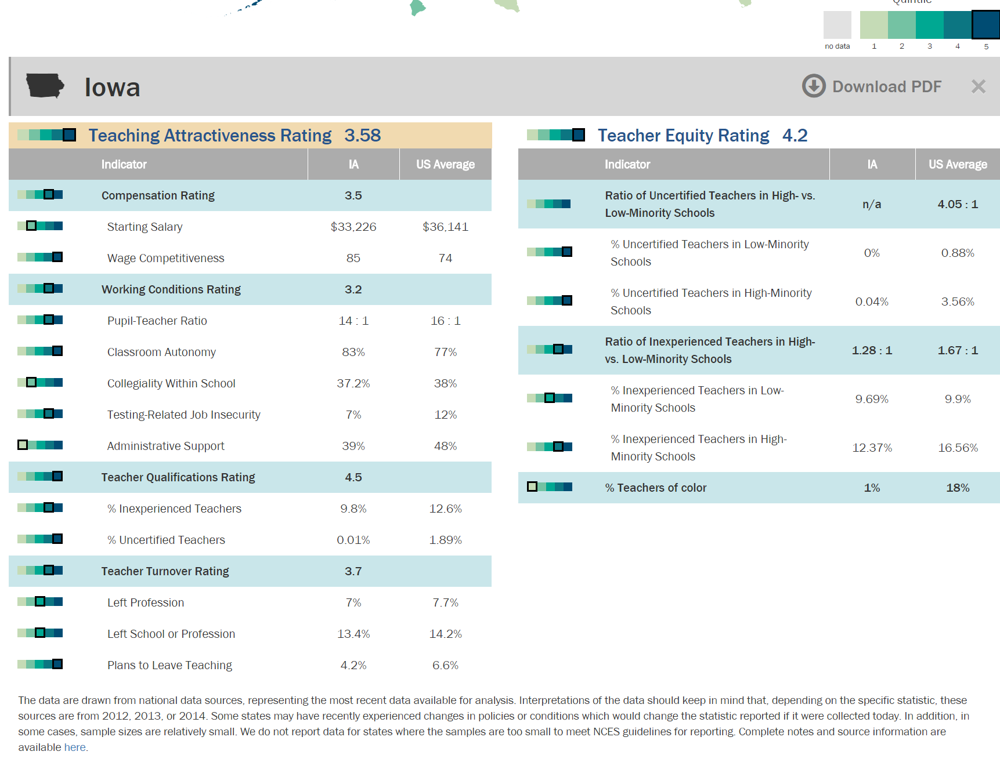 Quintile
no data 1 2 3 4 5
Iowa
Download PDF
Teaching Attractiveness Rating 3.58
Indicator IA US Average
Compensation Rating 3.5
Starting Salary $33,226 $36,141
Wage Competitiveness 85 74
Working Conditions Rating 3.2
Pupil-Teacher Ratio 14 : 1 16 : 1
Classroom Autonomy 83% 77%
Collegiality Within School 37.2% 38%
Testing-Related Job Insecurity 7% 12%
Administrative Support 39% 48%
Teacher Qualifications Rating 4.5
% Inexperienced Teachers 9.8% 12.6%
% Uncertified Teachers 0.01% 1.89%
Teacher Turnover Rating 3.7
Left Profession 7% 7.7%
Left School or Profession 13.4% 14.2%
Plans to Leave Teaching 4.2% 6.6%
Teacher Equity Rating 4.2
Indicator IA US Average
Ratio of Uncertified Teachers in High- vs.
Low-Minority Schools n/a 4.05 : 1
% Uncertified Teachers in Low-Minority
Schools 0% 0.88%
% Uncertified Teachers in High-Minority
Schools 0.04% 3.56%
Ratio of Inexperienced Teachers in High-
vs. Low-Minority Schools 1.28 : 1 1.67 : 1
% Inexperienced Teachers in Low-
Minority Schools 9.69% 9.9%
% Inexperienced Teachers in High-
Minority Schools 12.37% 16.56%
% Teachers of color 1% 18%
The data are drawn from national data sources, representing the most recent data available for analysis. Interpretations of the data should keep in mind that, depending on the specific statistic, these
sources are from 2012, 2013, or 2014. Some states may have recently experienced changes in policies or conditions which would change the statistic reported if it were collected today. In addition, in
some cases, sample sizes are relatively small. We do not report data for states where the samples are too small to meet NCES guidelines for reporting. Complete notes and source information are
available here.